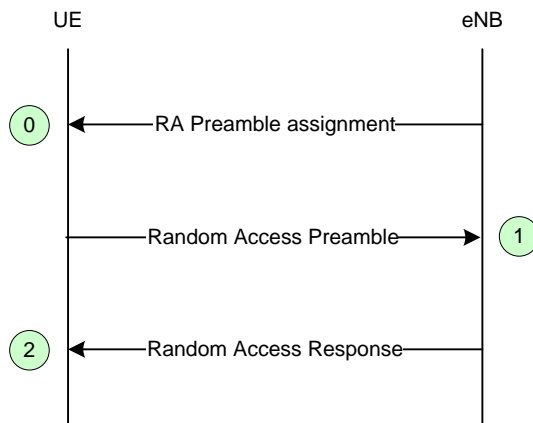 UE eNB
0 RA Preamble assignment
Random Access Preamble 1
2 Random Access Response